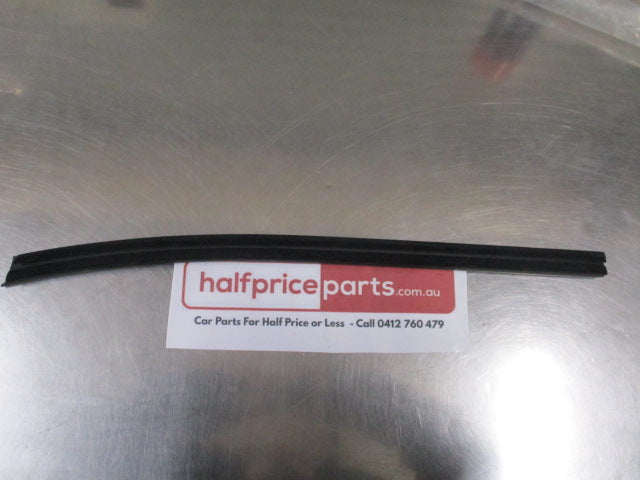 halfpriceparts.com.au
Car Parts For Half Price or Less - Call 0412 760 479